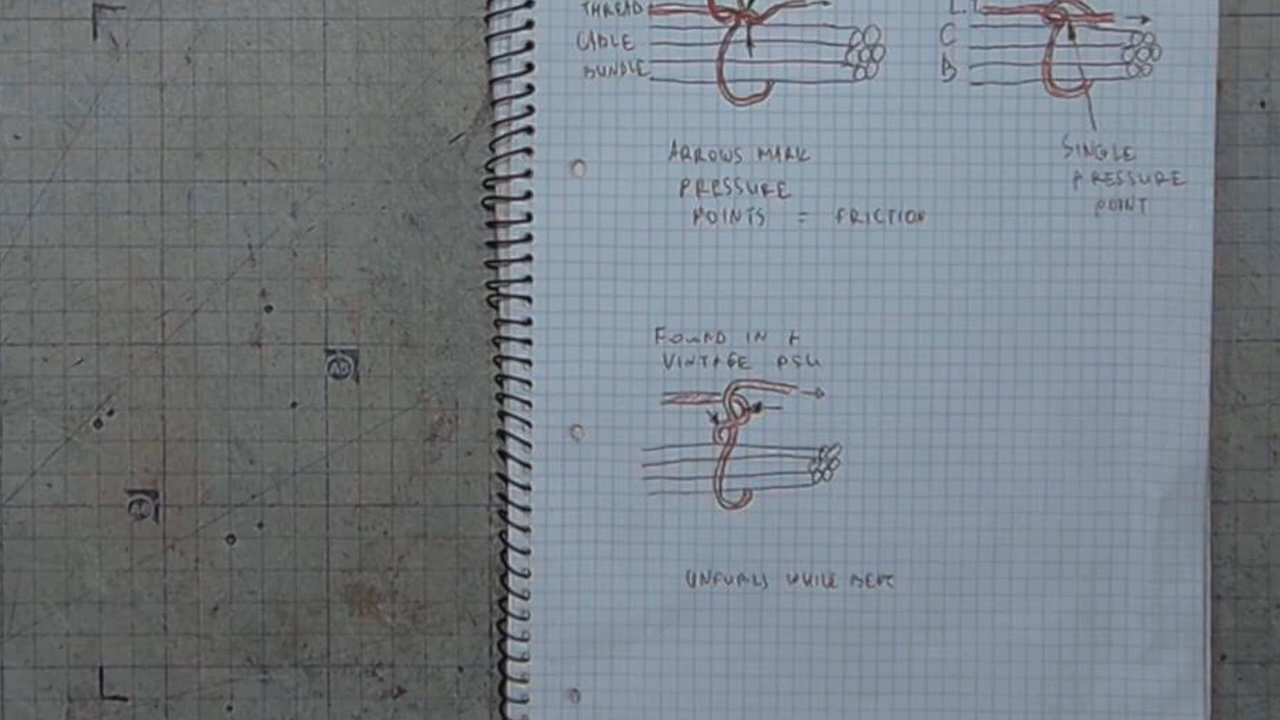 THREAD
CABLE
BUNDLE
C
B
ARROWS MARK
PRESSURE
POINTS = FRICTION
SINGLE
PRESSURE
POINT
FOUND IN A
VINTAGE PSU
UNFURLS WHILE BENT